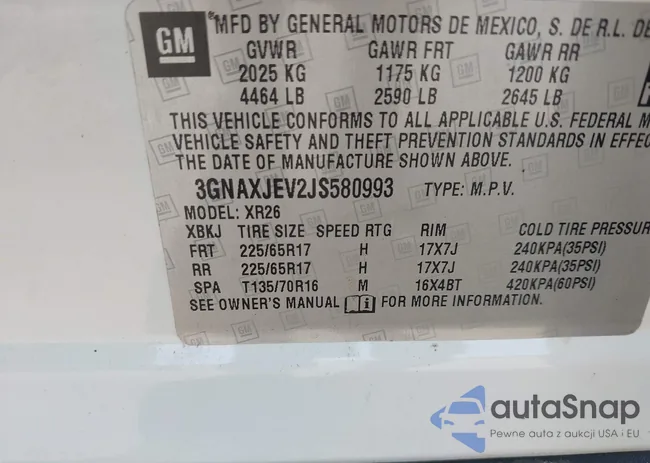 GM
MFD BY GENERAL MOTORS DE MEXICO, S. DE R.L. DE
GVWR GAWR FRT GAWR RR
2025 KG 1175 KG 1200 KG
4464 LB 2590 LB 2645 LB
THIS VEHICLE CONFORMS TO ALL APPLICABLE U.S. FEDERAL M
VEHICLE SAFETY AND THEFT PREVENTION STANDARDS IN EFFEC
THE DATE OF MANUFACTURE SHOWN ABOVE.
3GNAXJEV2JS580993 TYPE: M.P.V.
MODEL: XR26
XBKJ TIRE SIZE SPEED RTG RIM COLD TIRE PRESSUR
FRT 225/65R17 H 17X7J 240KPA(35PSI)
RR 225/65R17 H 17X7J 240KPA(35PSI)
SPA T135/70R16 M 16X4BT 420KPA(60PSI)
SEE OWNER'S MANUAL i FOR MORE INFORMATION.
autaSnap
Pewne auta z aukcji USA i EU